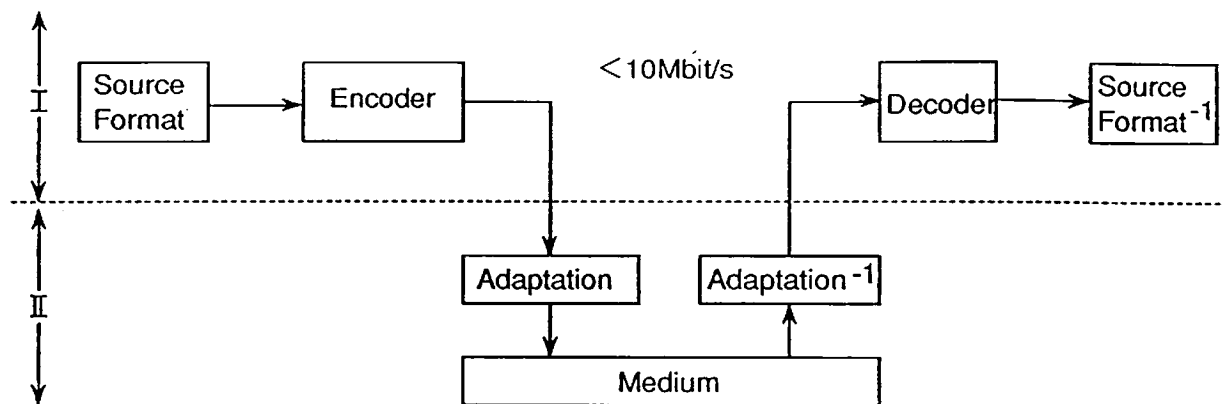 I
Source
Format
Encoder
<10Mbit/s
Decoder
Source
Format⁻¹
II
Adaptation
Adaptation⁻¹
Medium